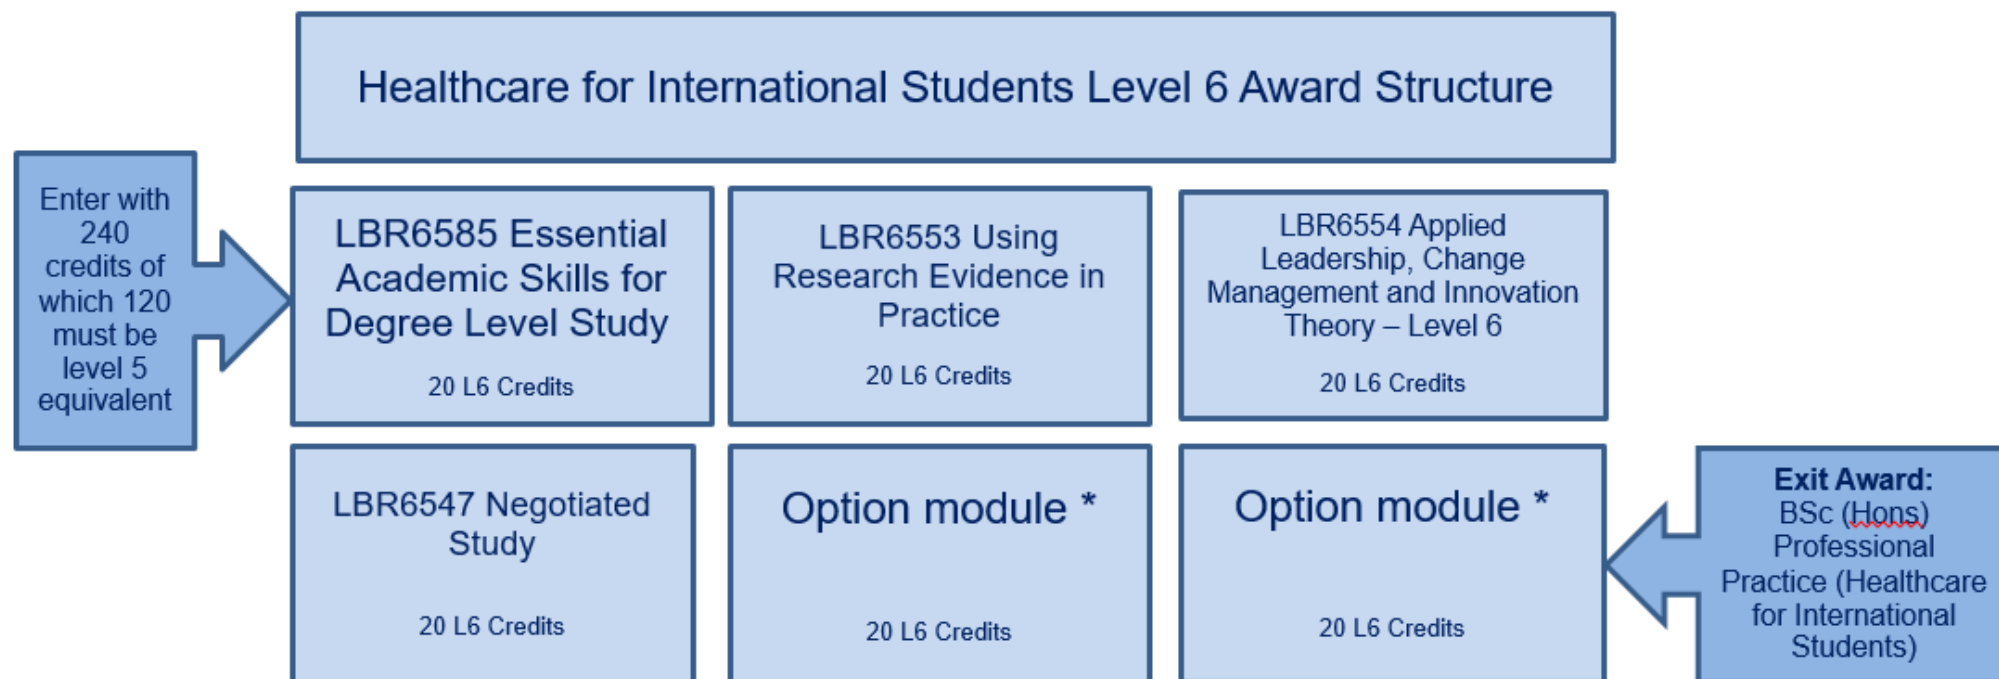 Healthcare for International Students Level 6 Award Structure
Enter with
240
credits of
which 120
must be
level 5
equivalent
LBR6585 Essential
Academic Skills for
Degree Level Study
20 L6 Credits
LBR6553 Using
Research Evidence in
Practice
20 L6 Credits
LBR6554 Applied
Leadership, Change
Management and Innovation
Theory – Level 6
20 L6 Credits
LBR6547 Negotiated
Study
20 L6 Credits
Option module *
20 L6 Credits
Option module *
20 L6 Credits
Exit Award:
BSc (Hons)
Professional
Practice (Healthcare
for International
Students)